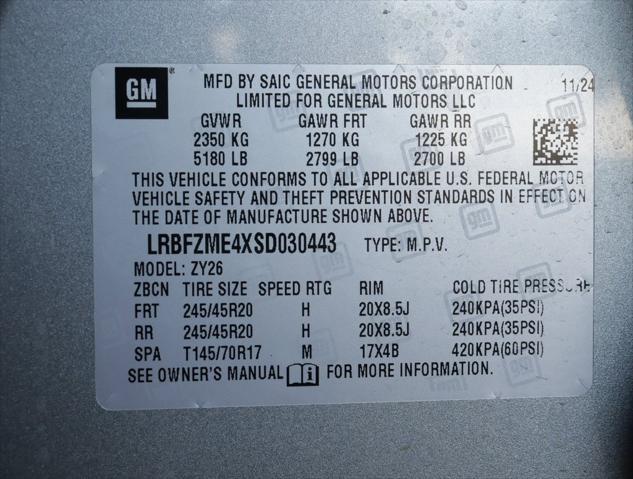 GM MFD BY SAIC GENERAL MOTORS CORPORATION 11/24
LIMITED FOR GENERAL MOTORS LLC
GVWR GAWR FRT GAWR RR
2350 KG 1270 KG 1225 KG
5180 LB 2799 LB 2700 LB
THIS VEHICLE CONFORMS TO ALL APPLICABLE U.S. FEDERAL MOTOR
VEHICLE SAFETY AND THEFT PREVENTION STANDARDS IN EFFECT ON
THE DATE OF MANUFACTURE SHOWN ABOVE.
LRBFZME4XSD030443 TYPE: M.P.V.
MODEL: ZY26
ZBCN TIRE SIZE SPEED RTG RIM COLD TIRE PRESSURE
FRT 245/45R20 H 20X8.5J 240KPA(35PSI)
RR 245/45R20 H 20X8.5J 240KPA(35PSI)
SPA T145/70R17 M 17X4B 420KPA(60PSI)
SEE OWNER'S MANUAL i FOR MORE INFORMATION.